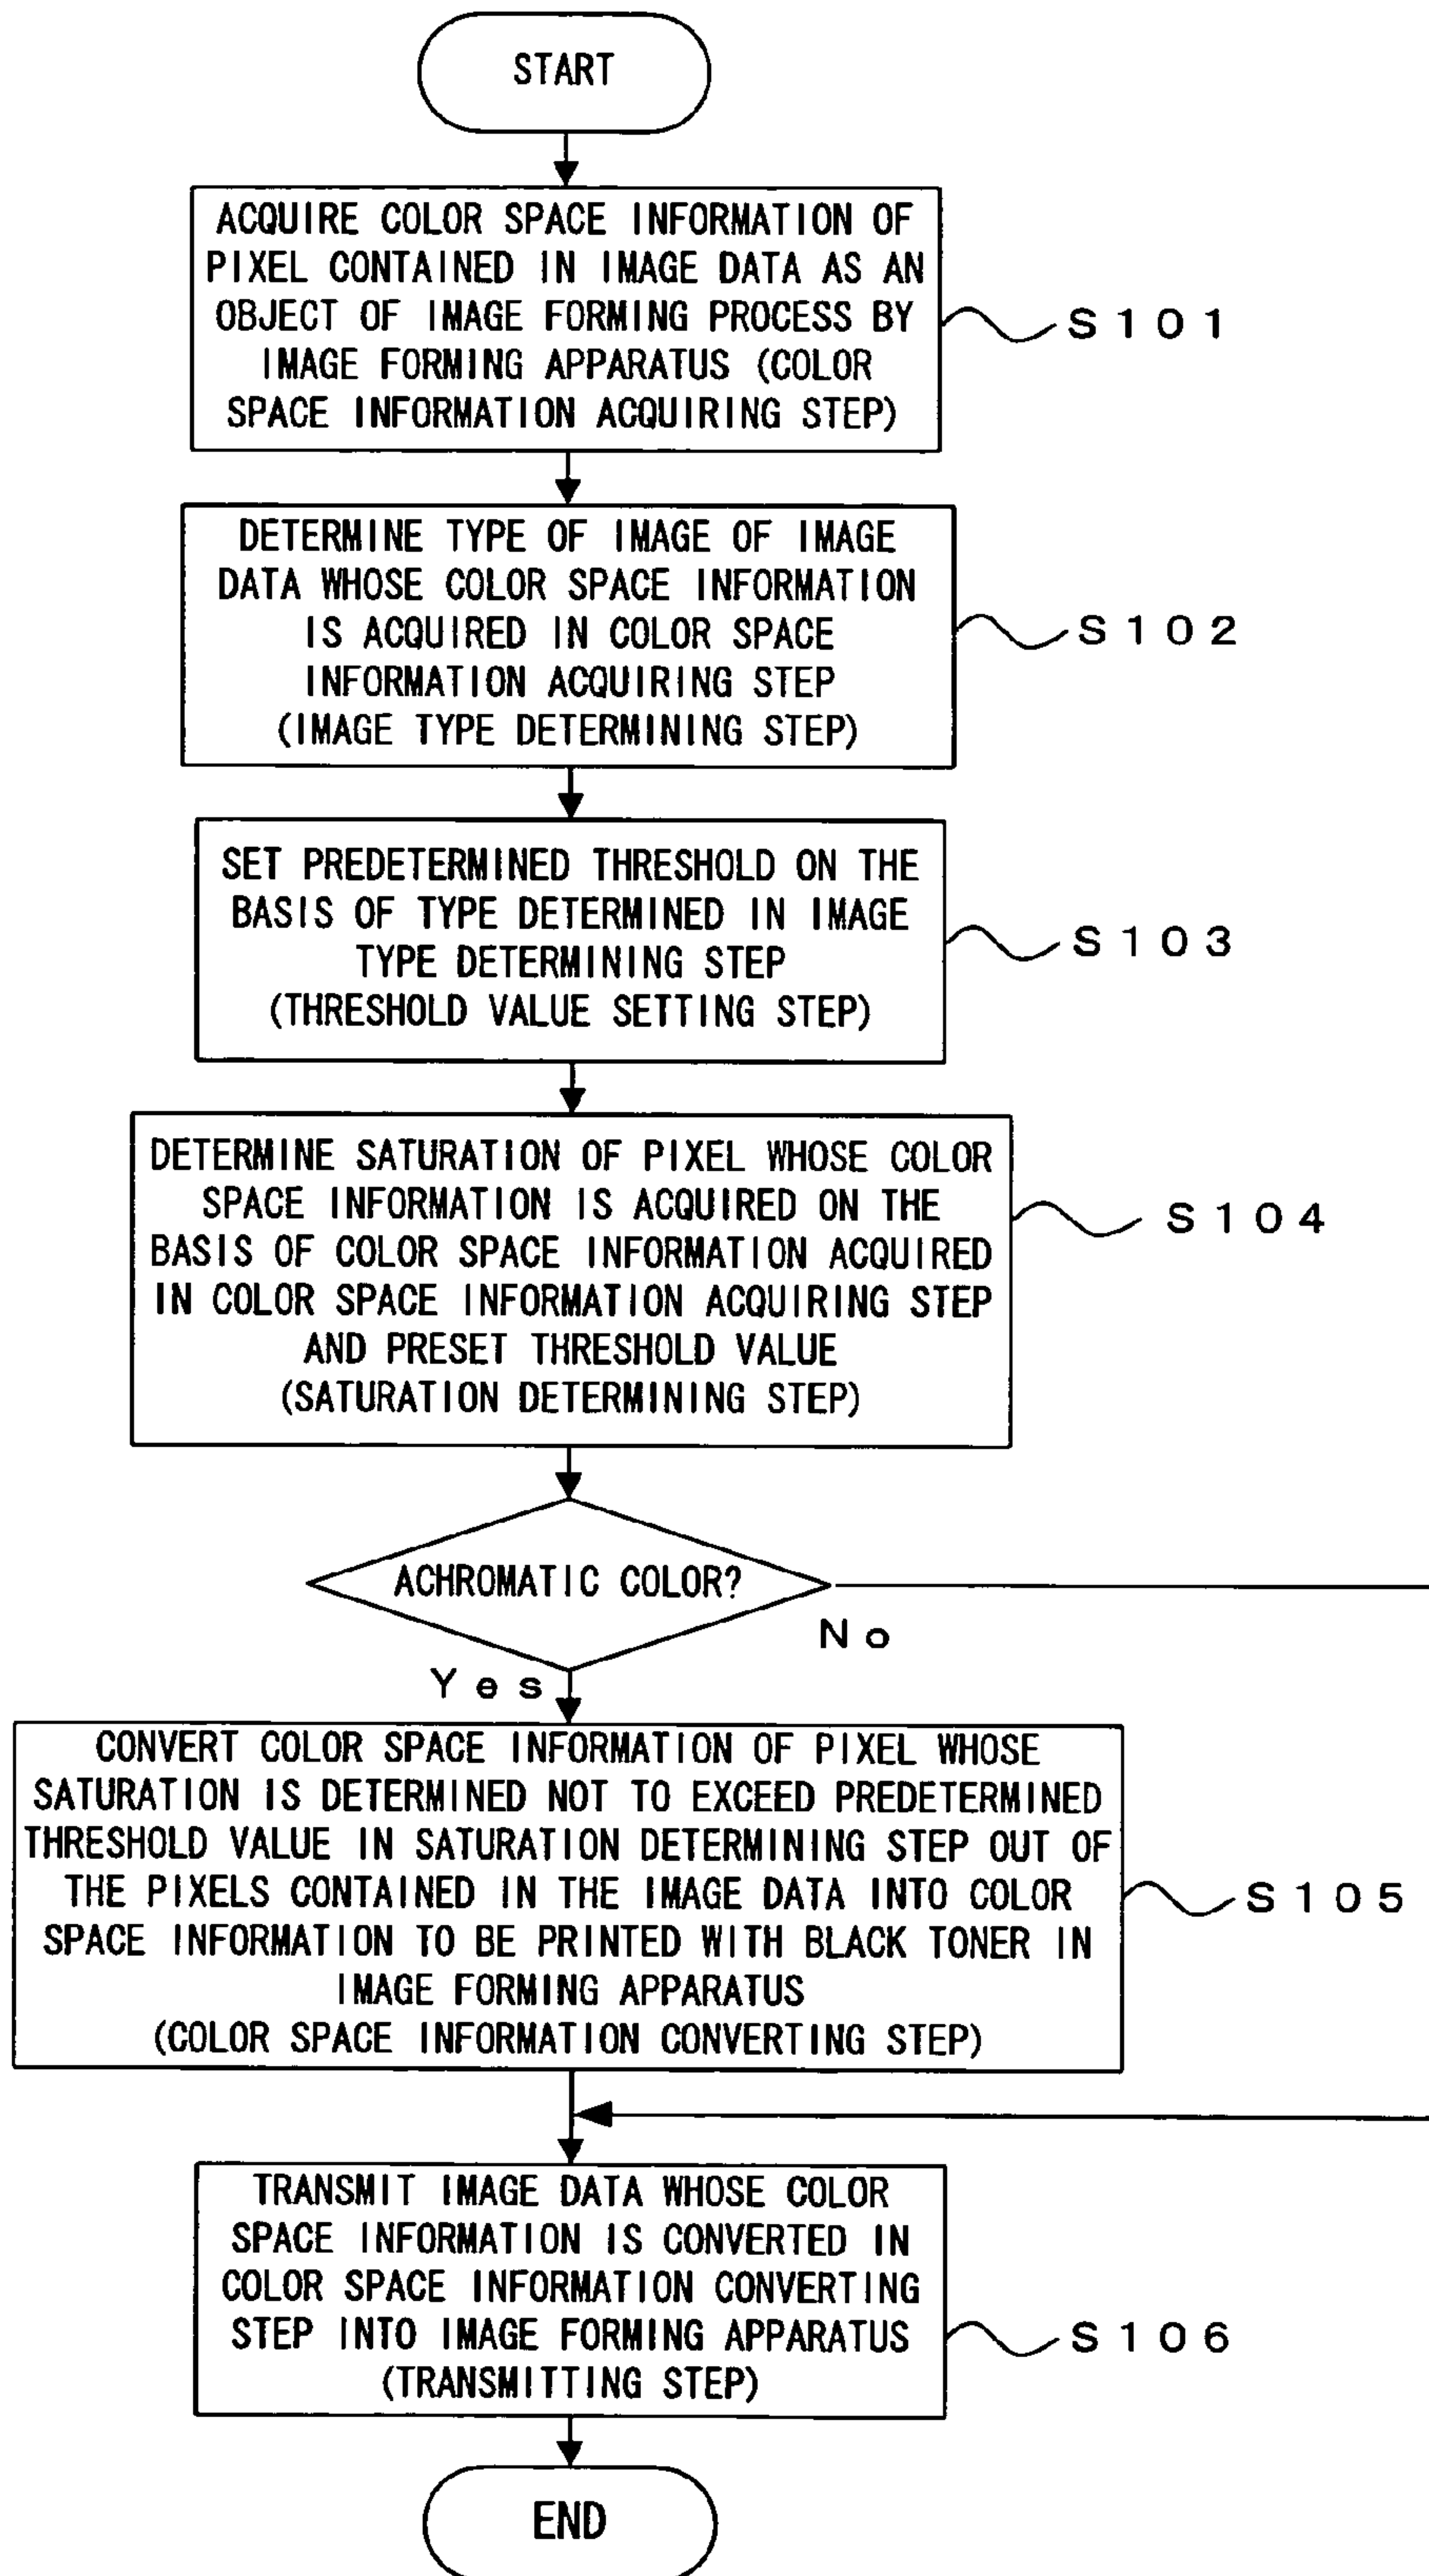 START
ACQUIRE COLOR SPACE INFORMATION OF
PIXEL CONTAINED IN IMAGE DATA AS AN
OBJECT OF IMAGE FORMING PROCESS BY
IMAGE FORMING APPARATUS (COLOR
SPACE INFORMATION ACQUIRING STEP)
S101
DETERMINE TYPE OF IMAGE OF IMAGE
DATA WHOSE COLOR SPACE INFORMATION
IS ACQUIRED IN COLOR SPACE
INFORMATION ACQUIRING STEP
(IMAGE TYPE DETERMINING STEP)
S102
SET PREDETERMINED THRESHOLD ON THE
BASIS OF TYPE DETERMINED IN IMAGE
TYPE DETERMINING STEP
(THRESHOLD VALUE SETTING STEP)
S103
DETERMINE SATURATION OF PIXEL WHOSE COLOR
SPACE INFORMATION IS ACQUIRED ON THE
BASIS OF COLOR SPACE INFORMATION ACQUIRED
IN COLOR SPACE INFORMATION ACQUIRING STEP
AND PRESET THRESHOLD VALUE
(SATURATION DETERMINING STEP)
S104
ACHROMATIC COLOR?
No
Yes
CONVERT COLOR SPACE INFORMATION OF PIXEL WHOSE
SATURATION IS DETERMINED NOT TO EXCEED PREDETERMINED
THRESHOLD VALUE IN SATURATION DETERMINING STEP OUT OF
THE PIXELS CONTAINED IN THE IMAGE DATA INTO COLOR
SPACE INFORMATION TO BE PRINTED WITH BLACK TONER IN
IMAGE FORMING APPARATUS
(COLOR SPACE INFORMATION CONVERTING STEP)
S105
TRANSMIT IMAGE DATA WHOSE COLOR
SPACE INFORMATION IS CONVERTED IN
COLOR SPACE INFORMATION CONVERTING
STEP INTO IMAGE FORMING APPARATUS
(TRANSMITTING STEP)
S106
END